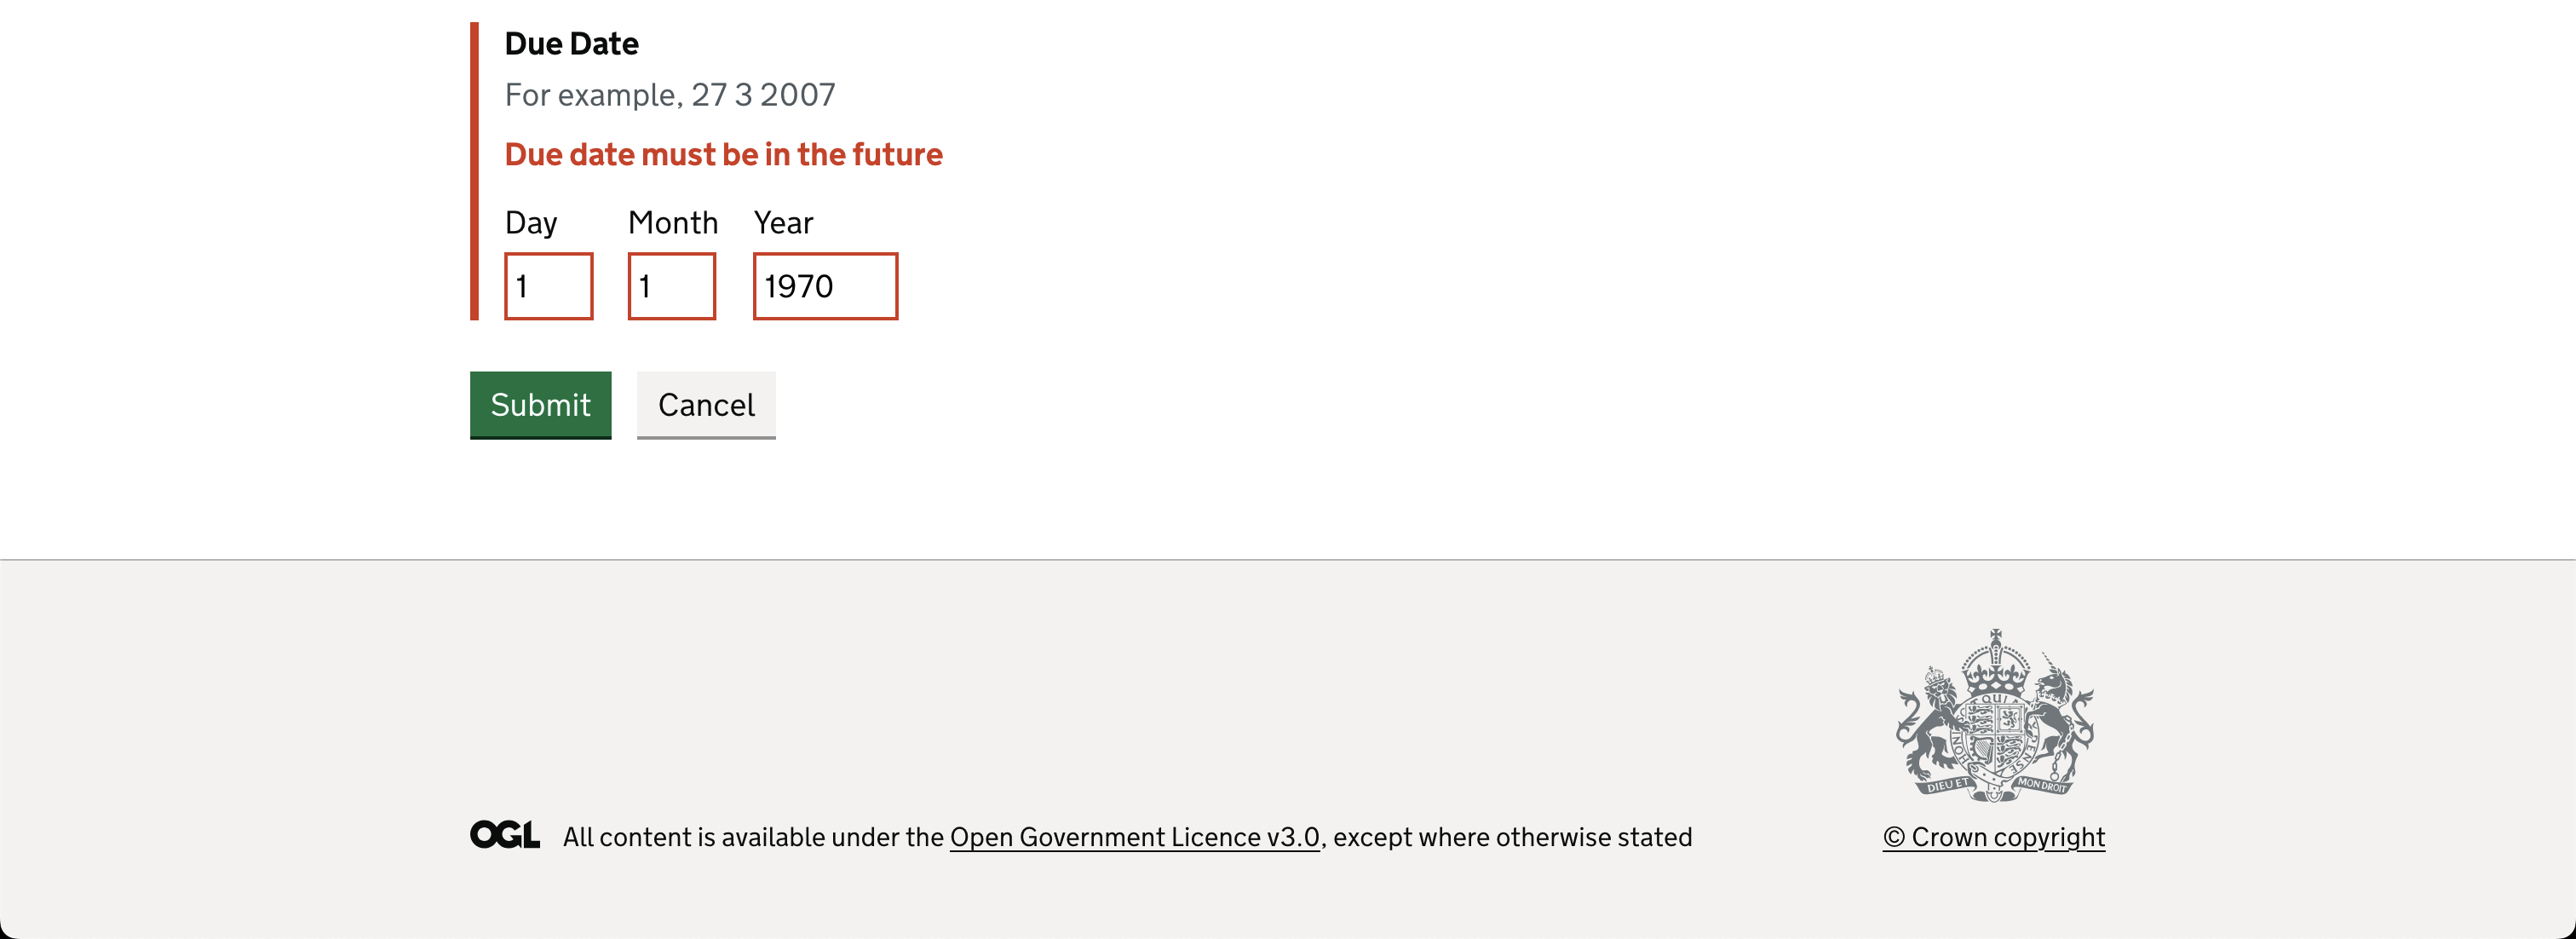 Due Date
For example, 27 3 2007
Due date must be in the future
Day Month Year
1 1 1970
Submit Cancel
DIEU ET MON DROIT
OGL All content is available under the Open Government Licence v3.0, except where otherwise stated © Crown copyright